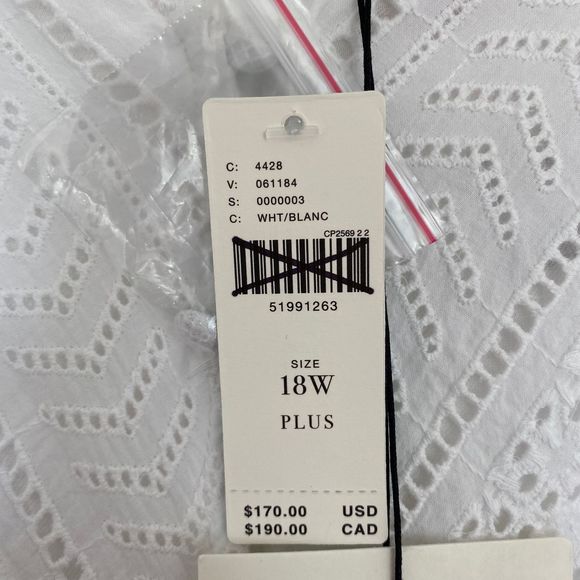 C: 4428
V: 061184
S: 0000003
C: WHT/BLANC
CP2569 2 2
51991263
SIZE
18W
PLUS
$170.00 USD
$190.00 CAD